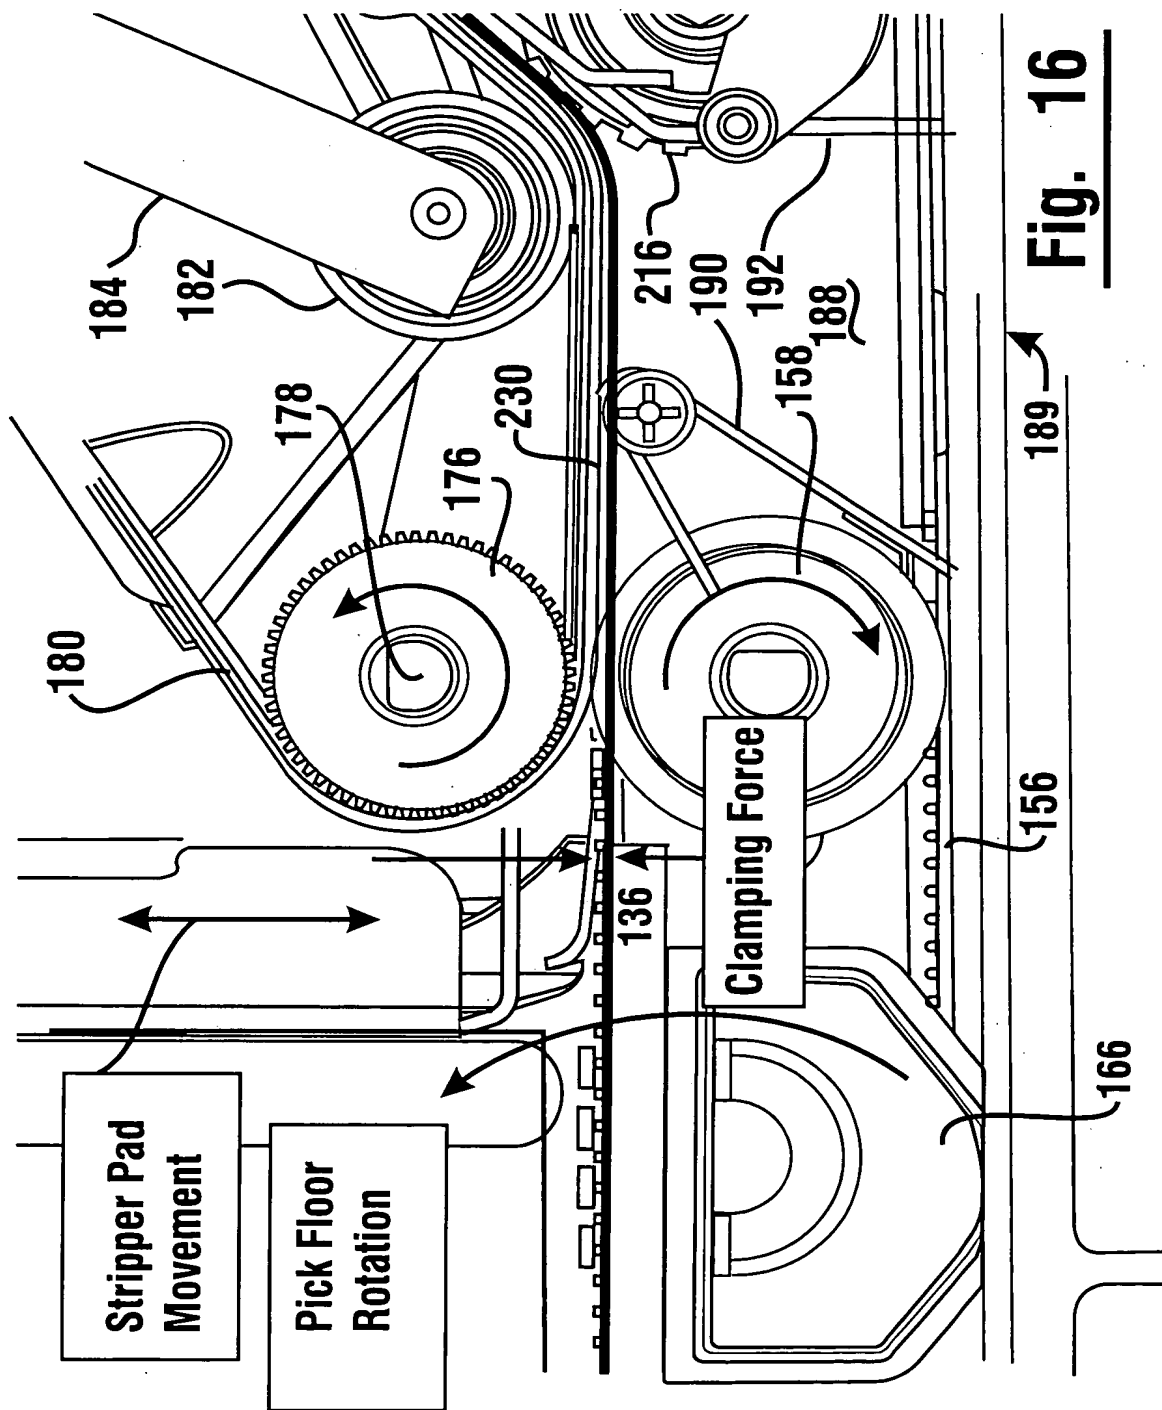 184
182
178
180
176
230
216
190
192
188
158
189
Stripper Pad
Movement
Pick Floor
Rotation
136
Clamping Force
156
166
Fig. 16